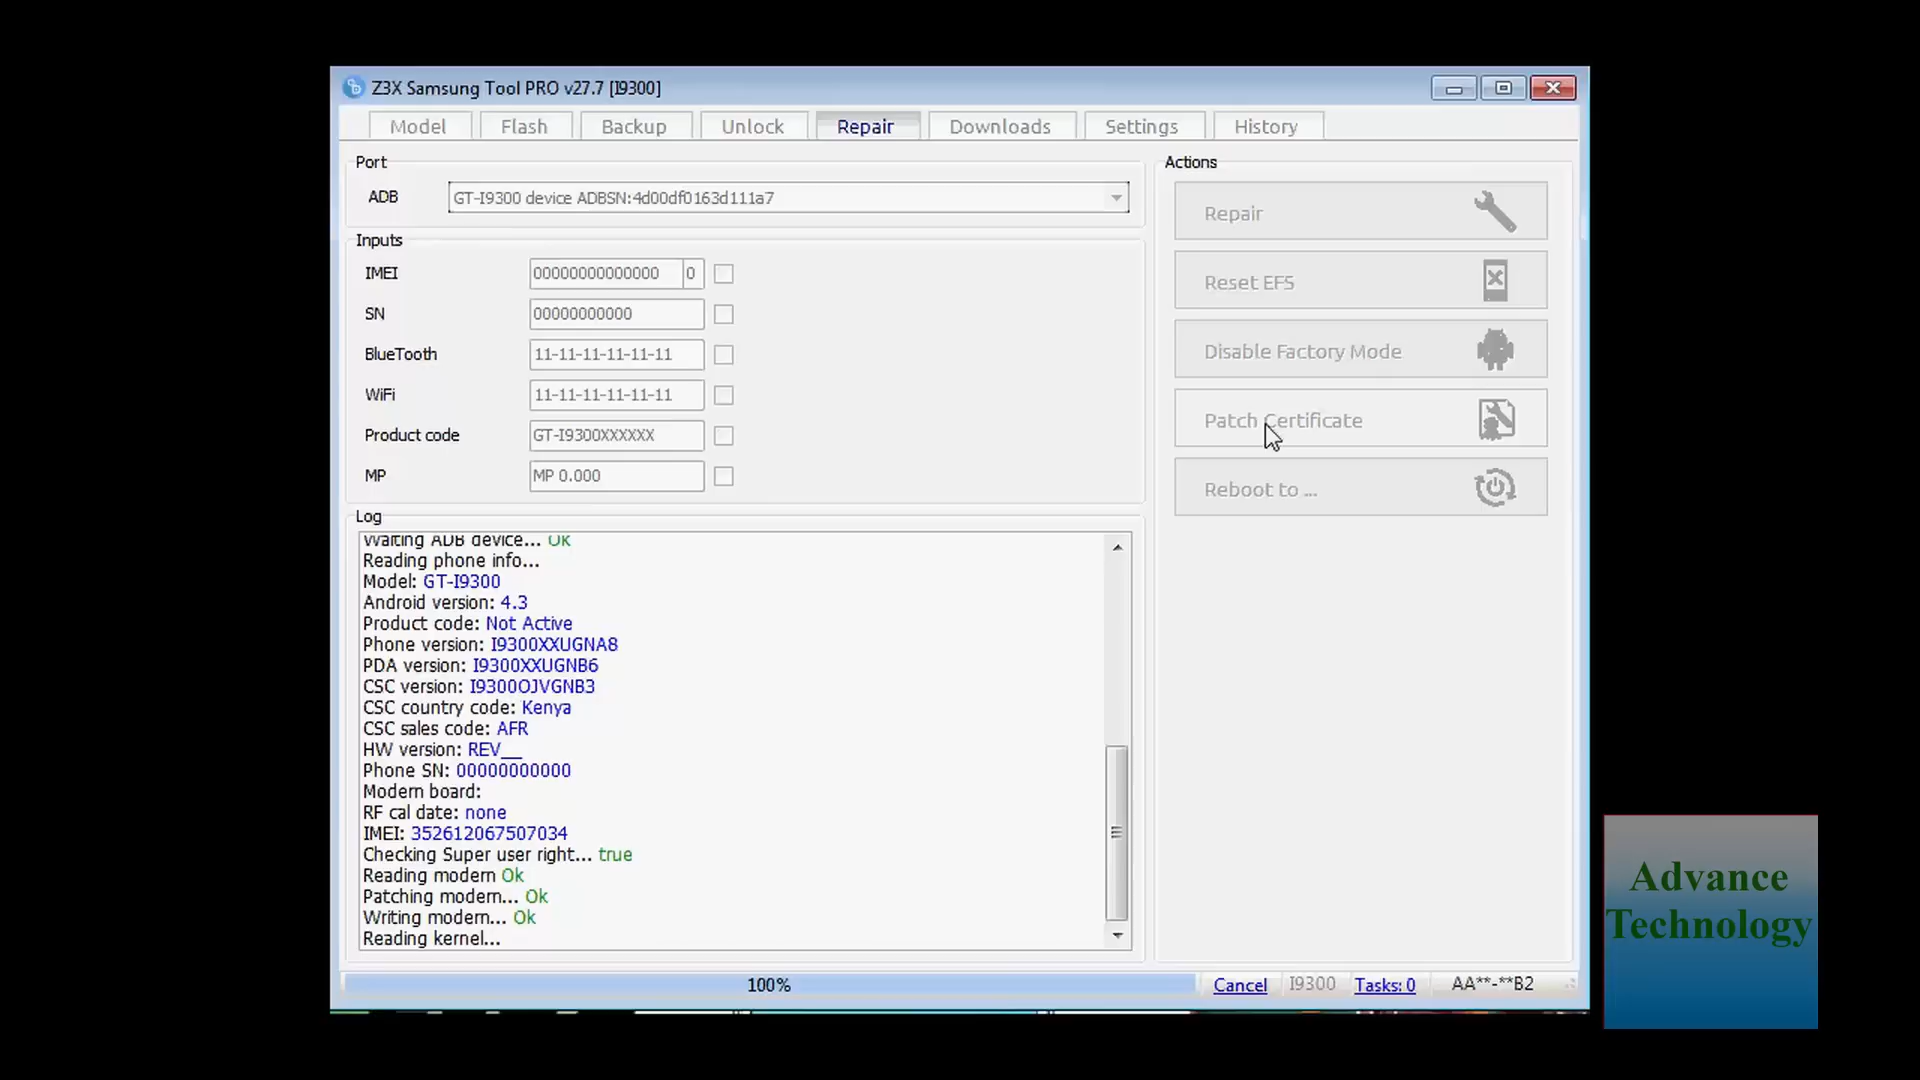 Z3X Samsung Tool PRO v27.7 [I9300]
Model Flash Backup Unlock Repair Downloads Settings History
Port
ADB GT-I9300 device ADBSN:4d00df0163d111a7
Inputs
IMEI 00000000000000 0
SN 00000000000
BlueTooth 11-11-11-11-11-11
WiFi 11-11-11-11-11-11
Product code GT-I9300XXXXXX
MP MP 0.000
Actions
Repair
Reset EFS
Disable Factory Mode
Patch Certificate
Reboot to ...
Log
Waiting ADB device... Ok
Reading phone info...
Model: GT-I9300
Android version: 4.3
Product code: Not Active
Phone version: I9300XXUGNA8
PDA version: I9300XXUGNB6
CSC version: I9300OJVGNB3
CSC country code: Kenya
CSC sales code: AFR
HW version: REV__
Phone SN: 00000000000
Modem board:
RF cal date: none
IMEI: 352612067507034
Checking Super user right... true
Reading modem Ok
Patching modem... Ok
Writing modem... Ok
Reading kernel...
100%
Cancel I9300 Tasks: 0 AA**-**B2
Advance
Technology